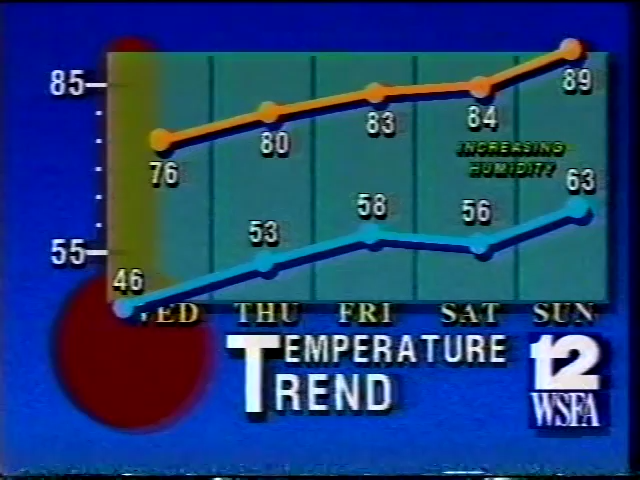 85
89
84
83
80
76
INCREASING
HUMIDITY
63
58
56
53
55
46
WED THU FRI SAT SUN
TEMPERATURE
TREND
12
WSFA